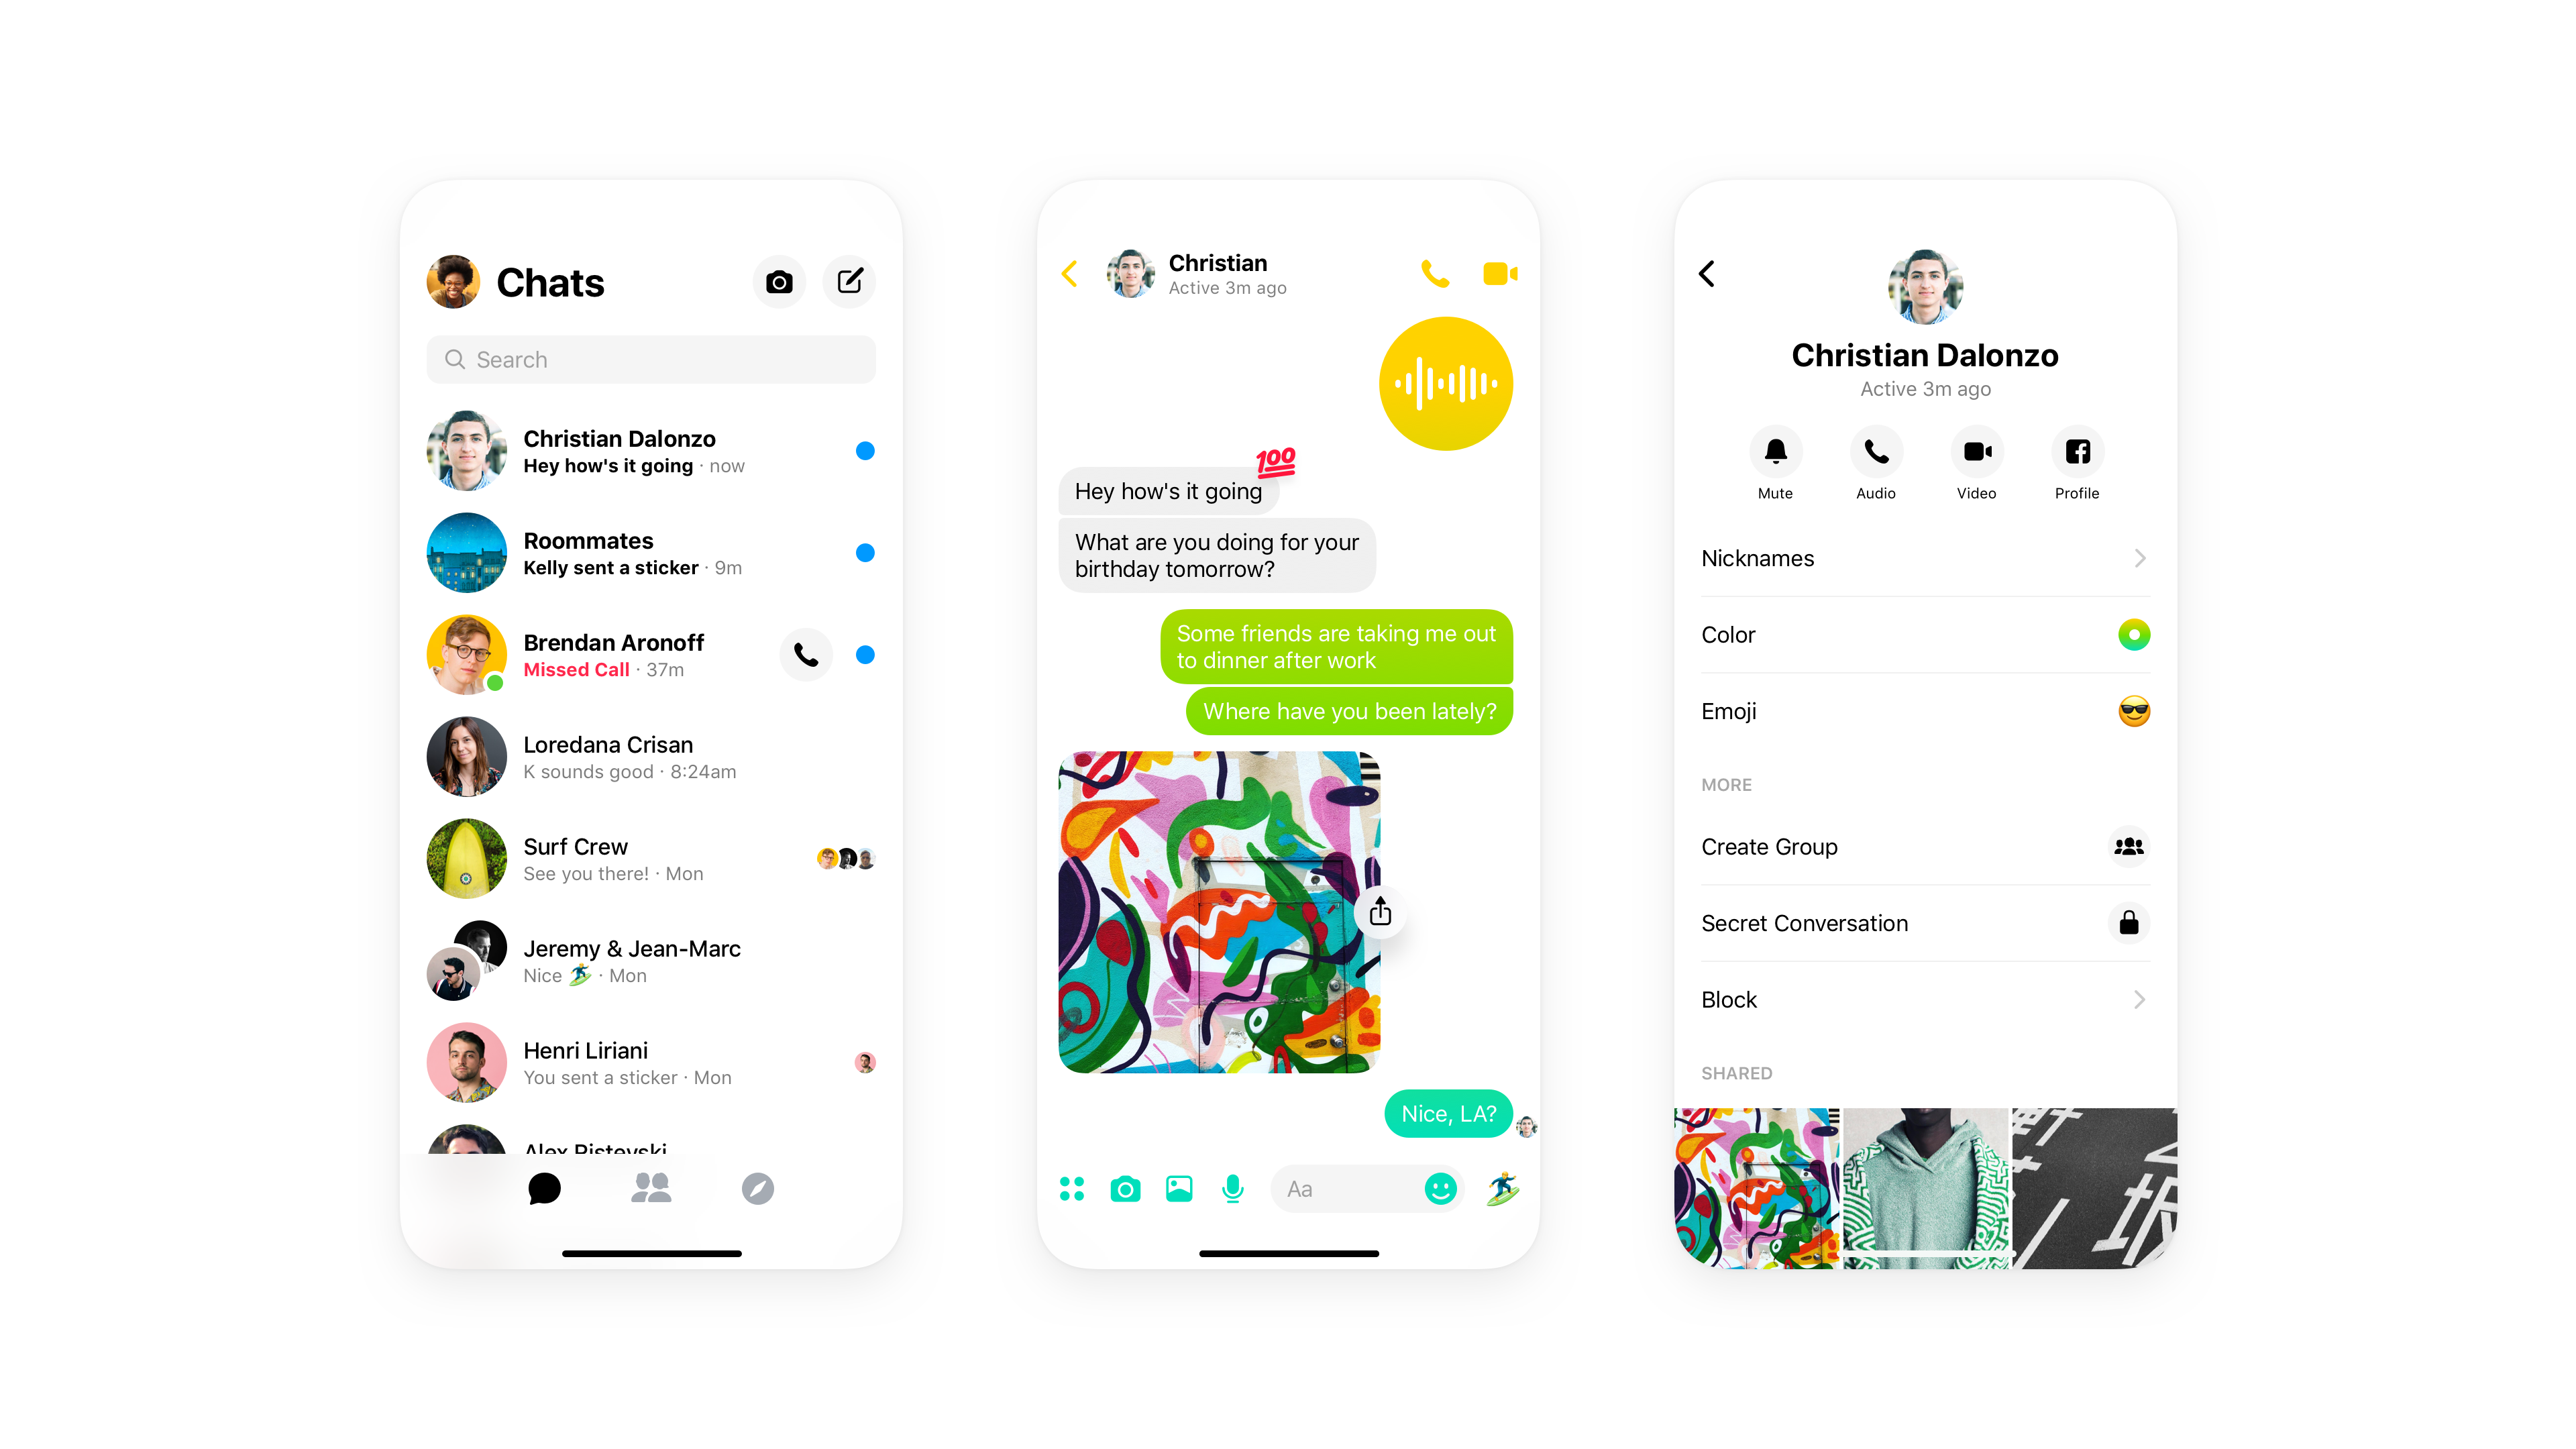 Chats
Search
Christian Dalonzo
Hey how's it going · now
Roommates
Kelly sent a sticker · 9m
Brendan Aronoff
Missed Call · 37m
Loredana Crisan
K sounds good · 8:24am
Surf Crew
See you there! · Mon
Jeremy & Jean-Marc
Nice 🏄 · Mon
Henri Liriani
You sent a sticker · Mon
Alex Ristevski
Christian
Active 3m ago
💯
Hey how's it going
What are you doing for your
birthday tomorrow?
Some friends are taking me out
to dinner after work
Where have you been lately?
Nice, LA?
Aa
Christian Dalonzo
Active 3m ago
Mute
Audio
Video
Profile
Nicknames
Color
Emoji
MORE
Create Group
Secret Conversation
Block
SHARED